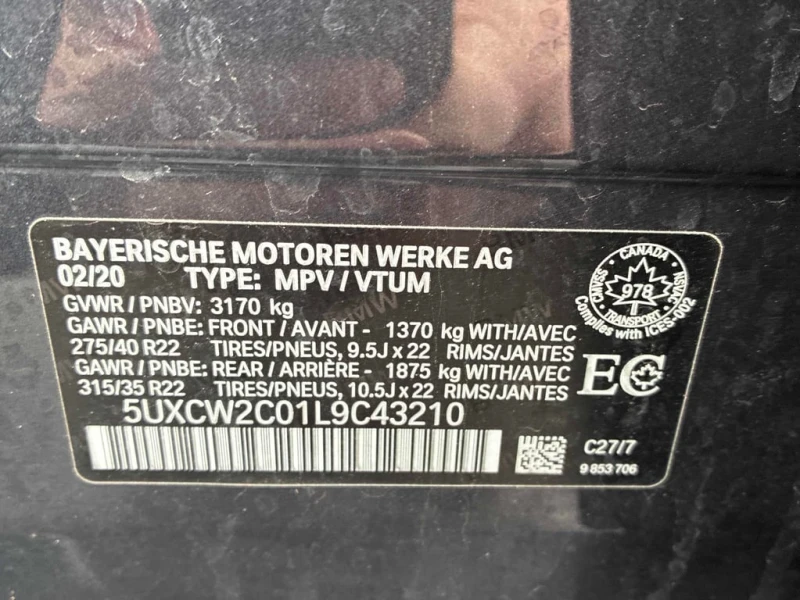 BAYERISCHE MOTOREN WERKE AG
02/20 TYPE: MPV / VTUM
GVWR / PNBV: 3170 kg
GAWR / PNBE: FRONT / AVANT - 1370 kg WITH/AVEC
275/40 R22 TIRES/PNEUS, 9.5J x 22 RIMS/JANTES
GAWR / PNBE: REAR / ARRIÈRE - 1875 kg WITH/AVEC
315/35 R22 TIRES/PNEUS, 10.5J x 22 RIMS/JANTES
5UXCW2C01L9C43210
CANADA
CMVSS
NSVAC
978
TRANSPORT
Complies with ICES-002
EC
C27/7
9 853 706